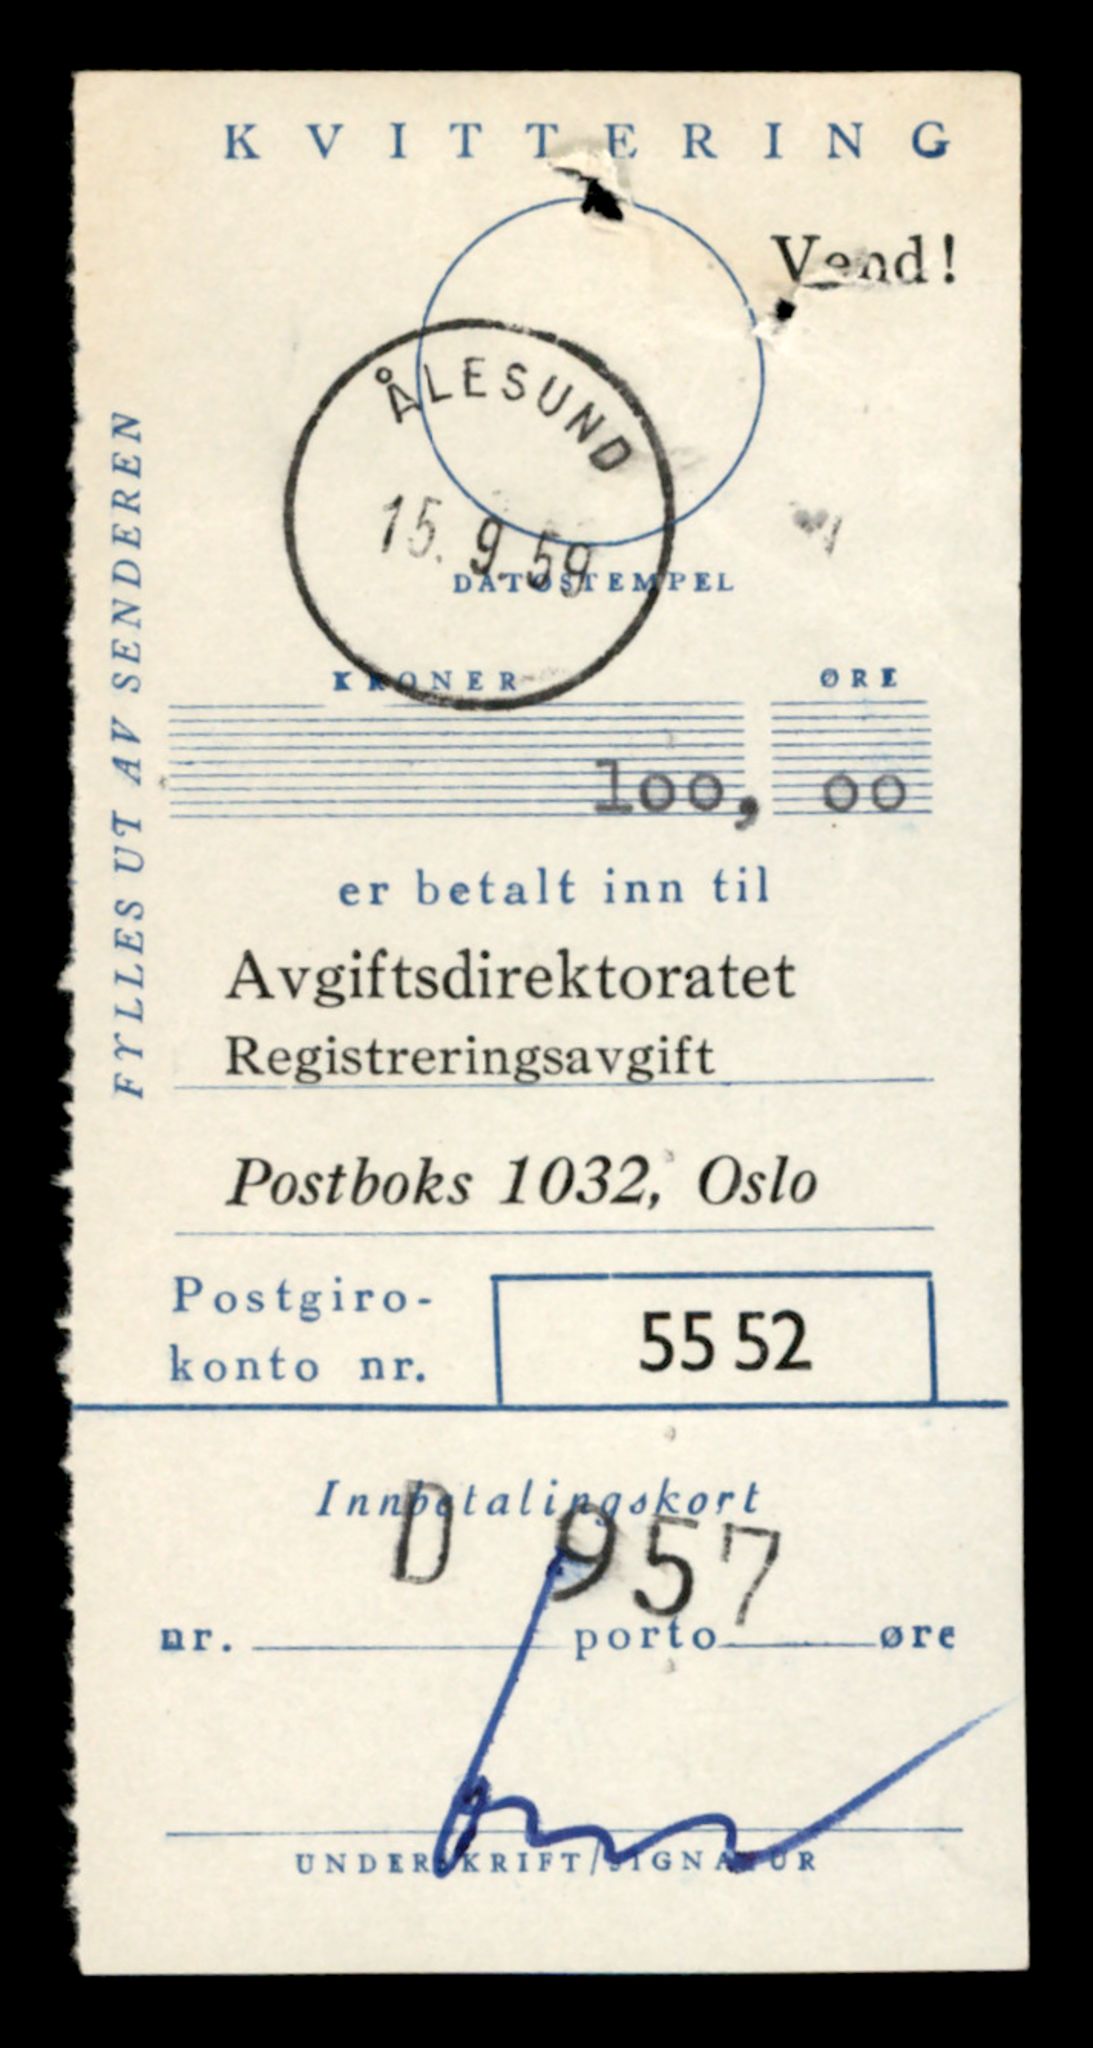 KVITTERING
Vend!
ÅLESUND
15.9.59
DATOSTEMPEL
FYLLES UT AV SENDEREN
KRONER ØRE
100, 00
er betalt inn til
Avgiftsdirektoratet
Registreringsavgift
Postboks 1032, Oslo
Postgiro-
konto nr.
55 52
Innbetalingskort
D 957
nr. porto øre
UNDERSKRIFT/SIGNATUR